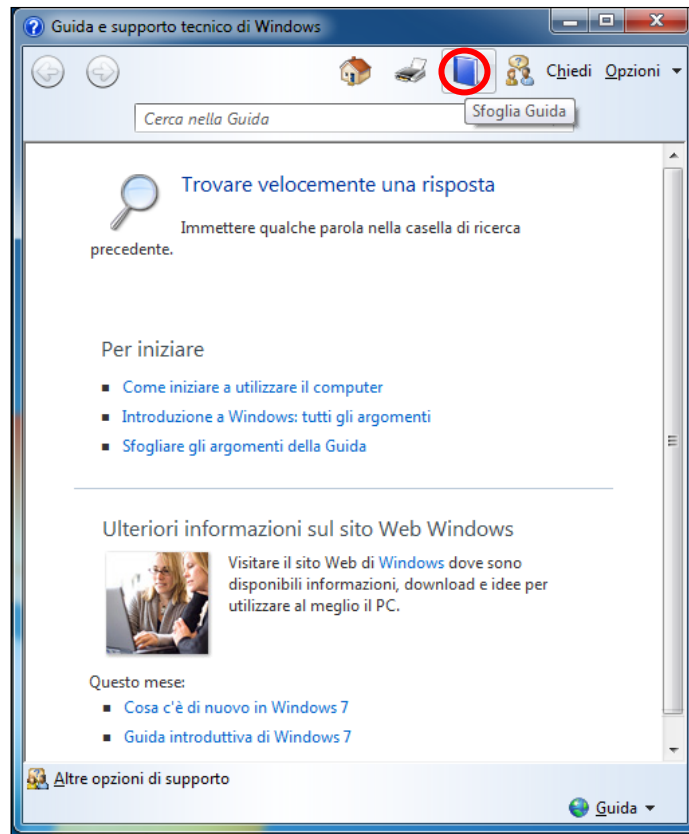 Guida e supporto tecnico di Windows
Chiedi Opzioni
Cerca nella Guida
Sfoglia Guida
Trovare velocemente una risposta
Immettere qualche parola nella casella di ricerca
precedente.
Per iniziare
Come iniziare a utilizzare il computer
Introduzione a Windows: tutti gli argomenti
Sfogliare gli argomenti della Guida
Ulteriori informazioni sul sito Web Windows
Visitare il sito Web di Windows dove sono
disponibili informazioni, download e idee per
utilizzare al meglio il PC.
Questo mese:
Cosa c'è di nuovo in Windows 7
Guida introduttiva di Windows 7
Altre opzioni di supporto
Guida